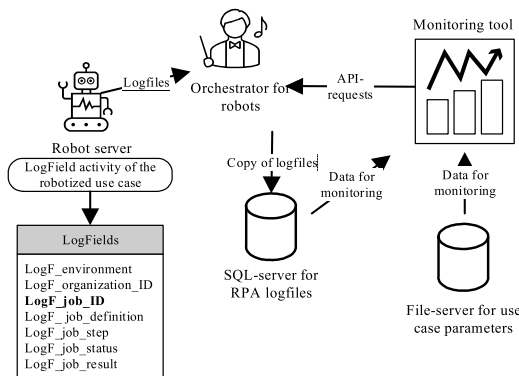 Monitoring tool
Logfiles
Orchestrator for
robots
API-
requests
Robot server
LogField activity of the
robotized use case
Copy of logfiles
Data for
monitoring
Data for
monitoring
LogFields
LogF_environment
LogF_organization_ID
LogF_job_ID
LogF_ job_definition
LogF_job_step
LogF_job_status
LogF_job_result
SQL-server for
RPA logfiles
File-server for use
case parameters